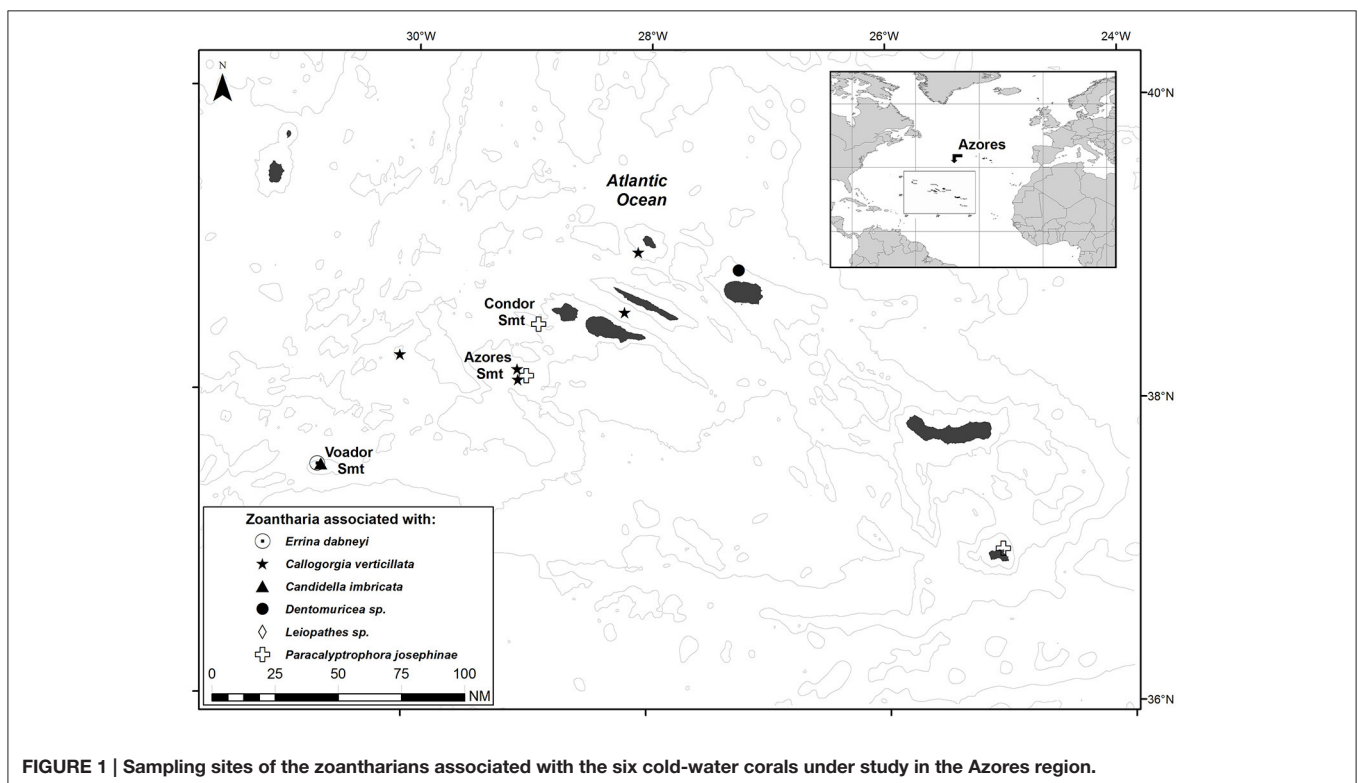 30°W 28°W 26°W 24°W
N
40°N
Azores
Atlantic
Ocean
Condor
Smt
Azores
Smt
38°N
Voador
Smt
Zoantharia associated with:
Errina dabneyi
Callogorgia verticillata
Candidella imbricata
Dentomuricea sp.
Leiopathes sp.
Paracalyptrophora josephinae
0 25 50 75 100
NM
36°N
FIGURE 1 | Sampling sites of the zoantharians associated with the six cold-water corals under study in the Azores region.